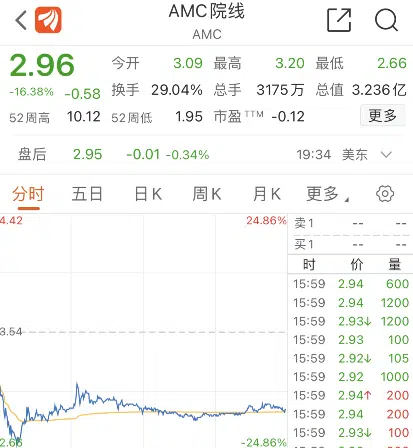 AMC院线
AMC
2.96 今开 3.09 最高 3.20 最低 2.66
-16.38% -0.58 换手 29.04% 总手 3175万 总值 3.236亿
52周高 10.12 52周低 1.95 市盈TTM -0.12 更多
盘后 2.95 -0.01 -0.34% 19:34 美东
分时 五日 日K 周K 月K 更多
4.42 24.86% 卖1 -- --
买1 -- --
时 价 量
15:59 2.94 600
15:59 2.94 1200
3.54 15:59 2.93↓ 1200
15:59 2.93 100
15:59 2.92↓ 105
15:59 2.92 1000
15:59 2.94↑ 200
15:59 2.94 200
2.66 -24.86% 15:59 2.93↓ 100